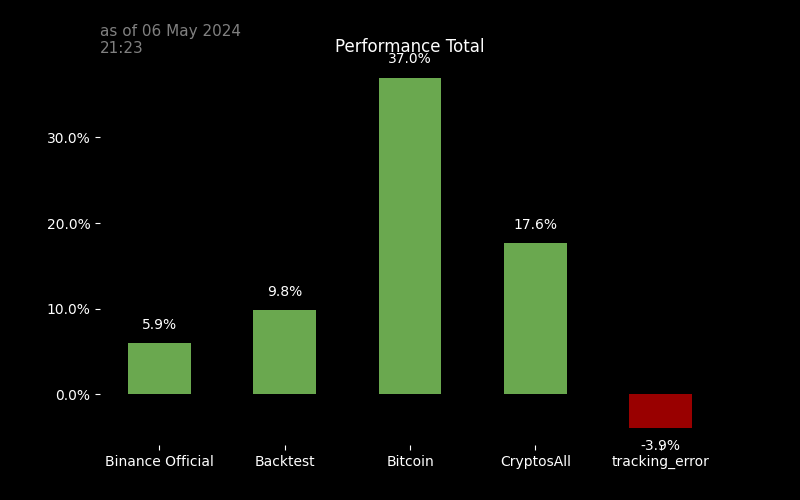 as of 06 May 2024
21:23
Performance Total
37.0%
30.0%
20.0%
17.6%
10.0%
9.8%
5.9%
0.0%
-3.9%
Binance Official
Backtest
Bitcoin
CryptosAll
tracking_error